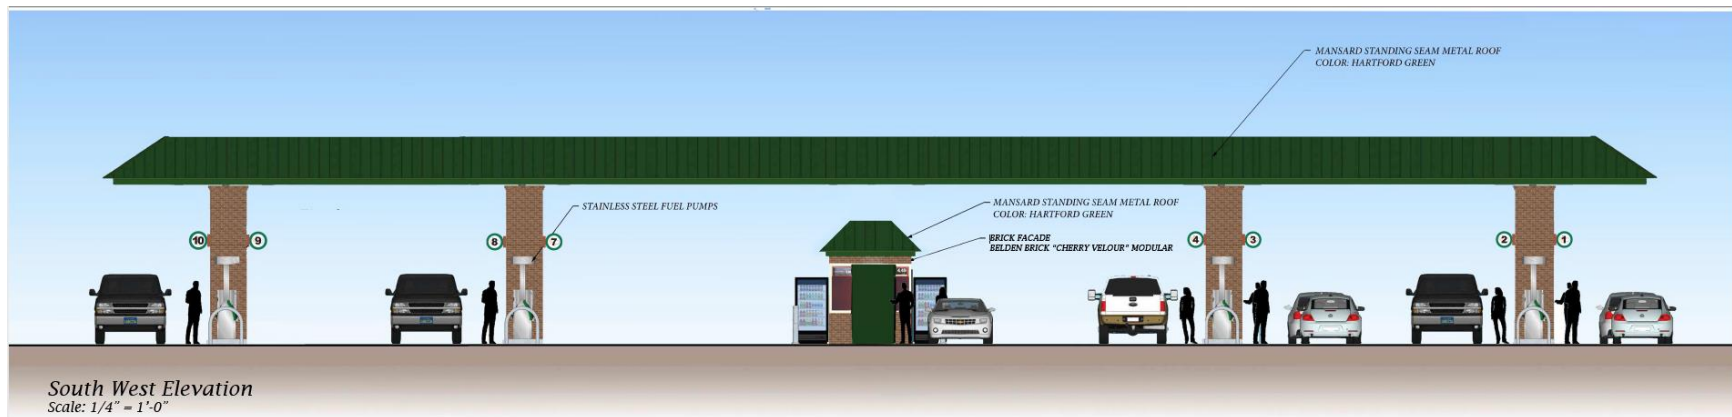 MANSARD STANDING SEAM METAL ROOF
COLOR: HARTFORD GREEN
STAINLESS STEEL FUEL PUMPS
MANSARD STANDING SEAM METAL ROOF
COLOR: HARTFORD GREEN
BRICK FACADE
BELDEN BRICK "CHERRY VELOUR" MODULAR
10 9 8 7 4 3 2 1
South West Elevation
Scale: 1/4" = 1'-0"